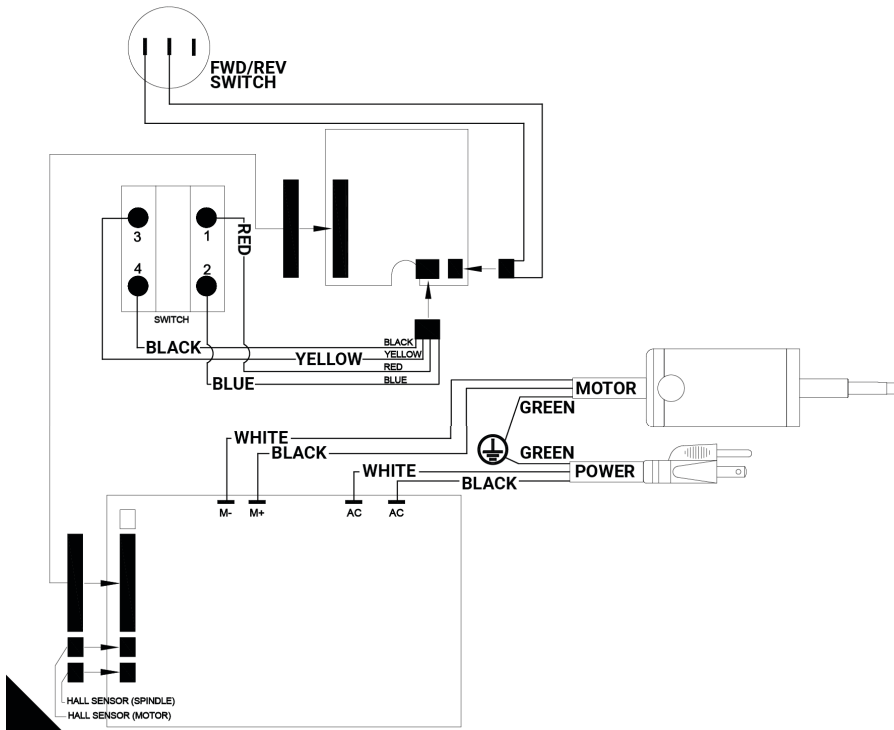 FWD/REV
SWITCH
3
1
RED
4
2
SWITCH
BLACK
BLACK
YELLOW
YELLOW
RED
BLUE
BLUE
MOTOR
GREEN
WHITE
BLACK
GREEN
WHITE
POWER
BLACK
M-
M+
AC
AC
HALL SENSOR (SPINDLE)
HALL SENSOR (MOTOR)